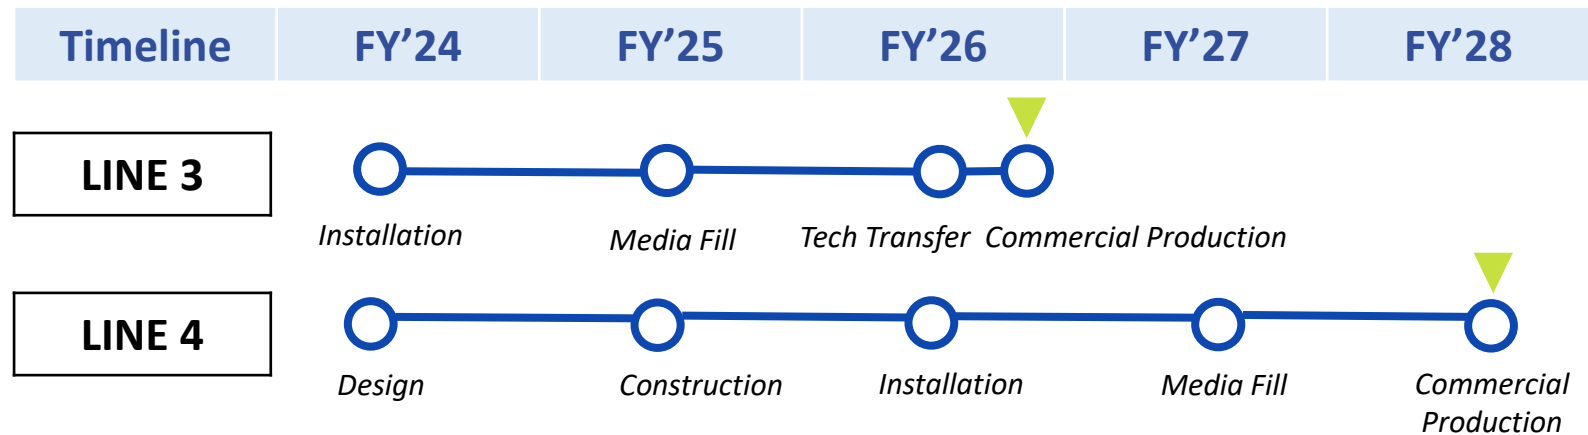 Timeline FY’24 FY’25 FY’26 FY’27 FY’28
LINE 3
Installation Media Fill Tech Transfer Commercial Production
LINE 4
Design Construction Installation Media Fill Commercial
Production